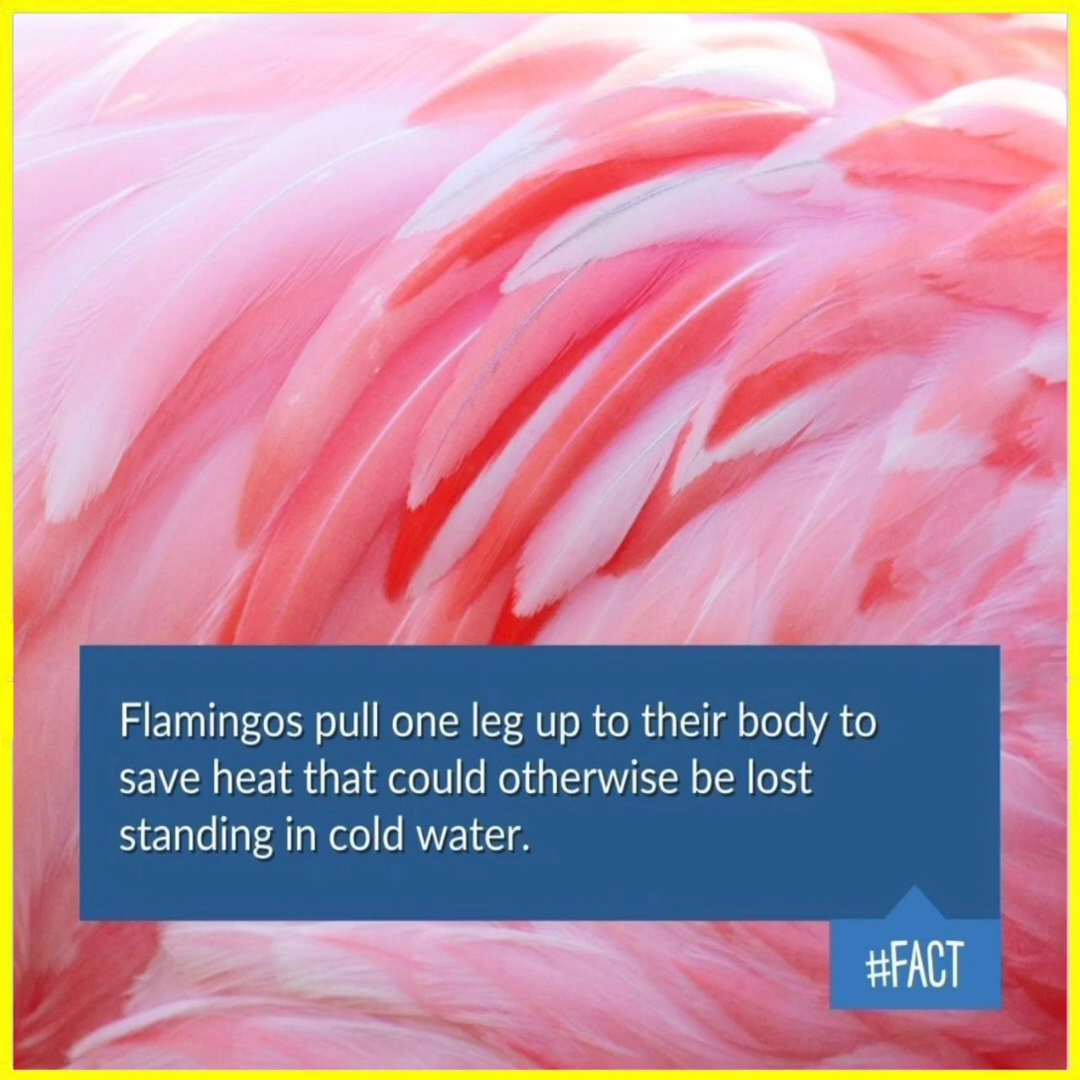 Flamingos pull one leg up to their body to
save heat that could otherwise be lost
standing in cold water.
#FACT